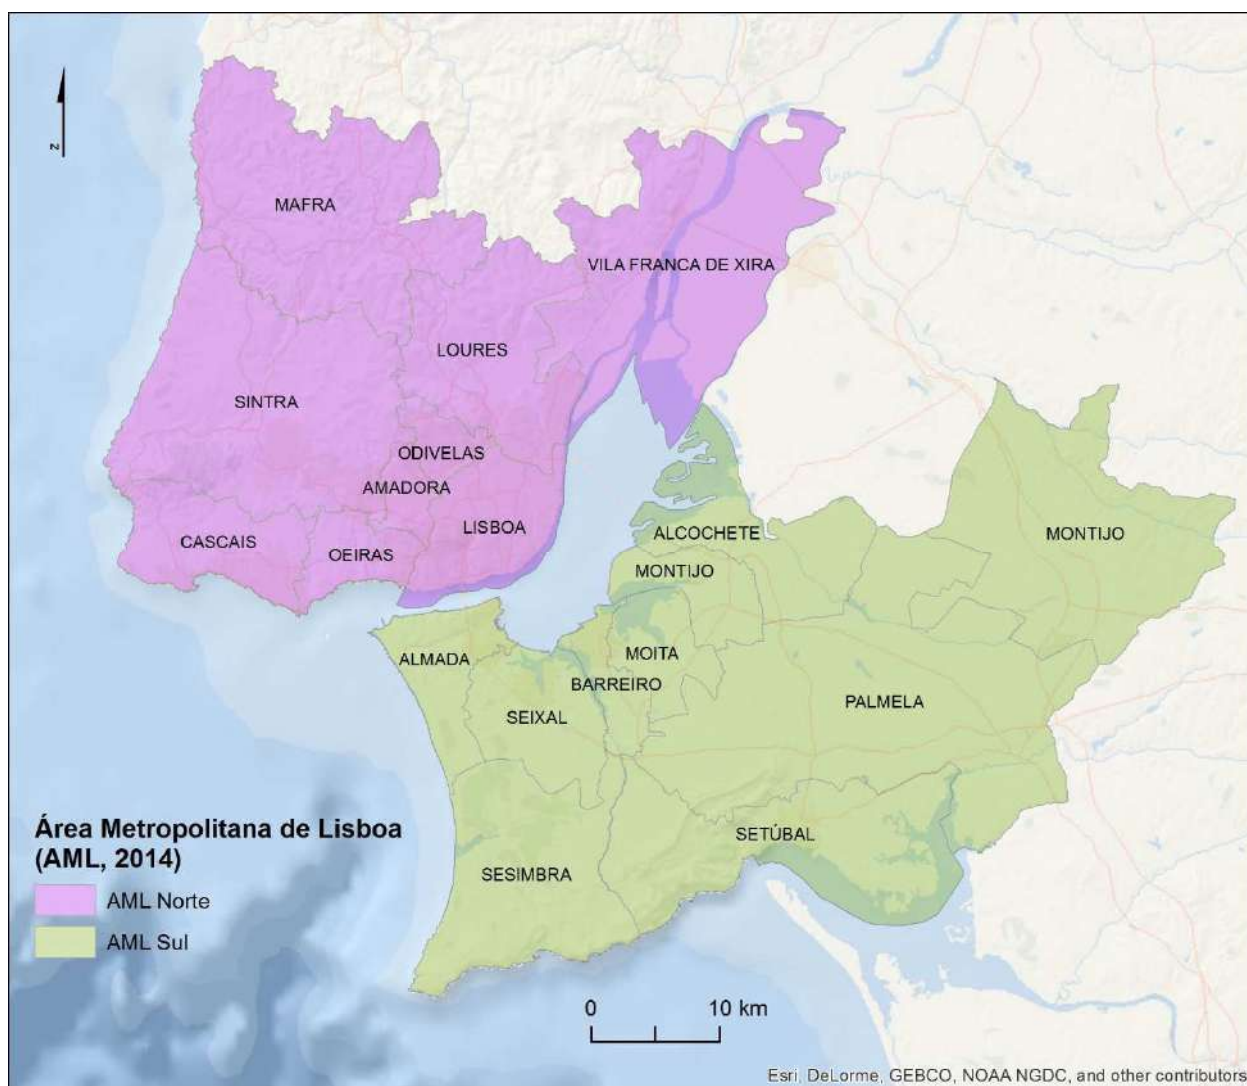 z
MAFRA
VILA FRANCA DE XIRA
LOURES
SINTRA
ODIVELAS
AMADORA
LISBOA
CASCAIS
OEIRAS
ALCOCHETE
MONTIJO
MONTIJO
ALMADA
MOITA
BARREIRO
SEIXAL
PALMELA
SETÚBAL
SESIMBRA
Área Metropolitana de Lisboa
(AML, 2014)
AML Norte
AML Sul
0 10 km
Esri, DeLorme, GEBCO, NOAA NGDC, and other contributors